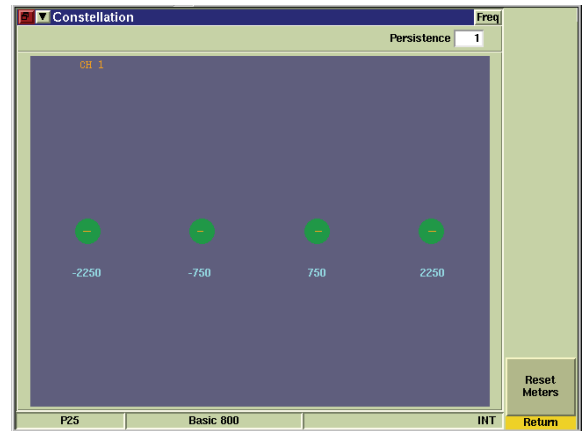 Constellation
Freq
Persistence 1
CH 1
-2250 -750 750 2250
Reset
Meters
P25 Basic 800 INT Return